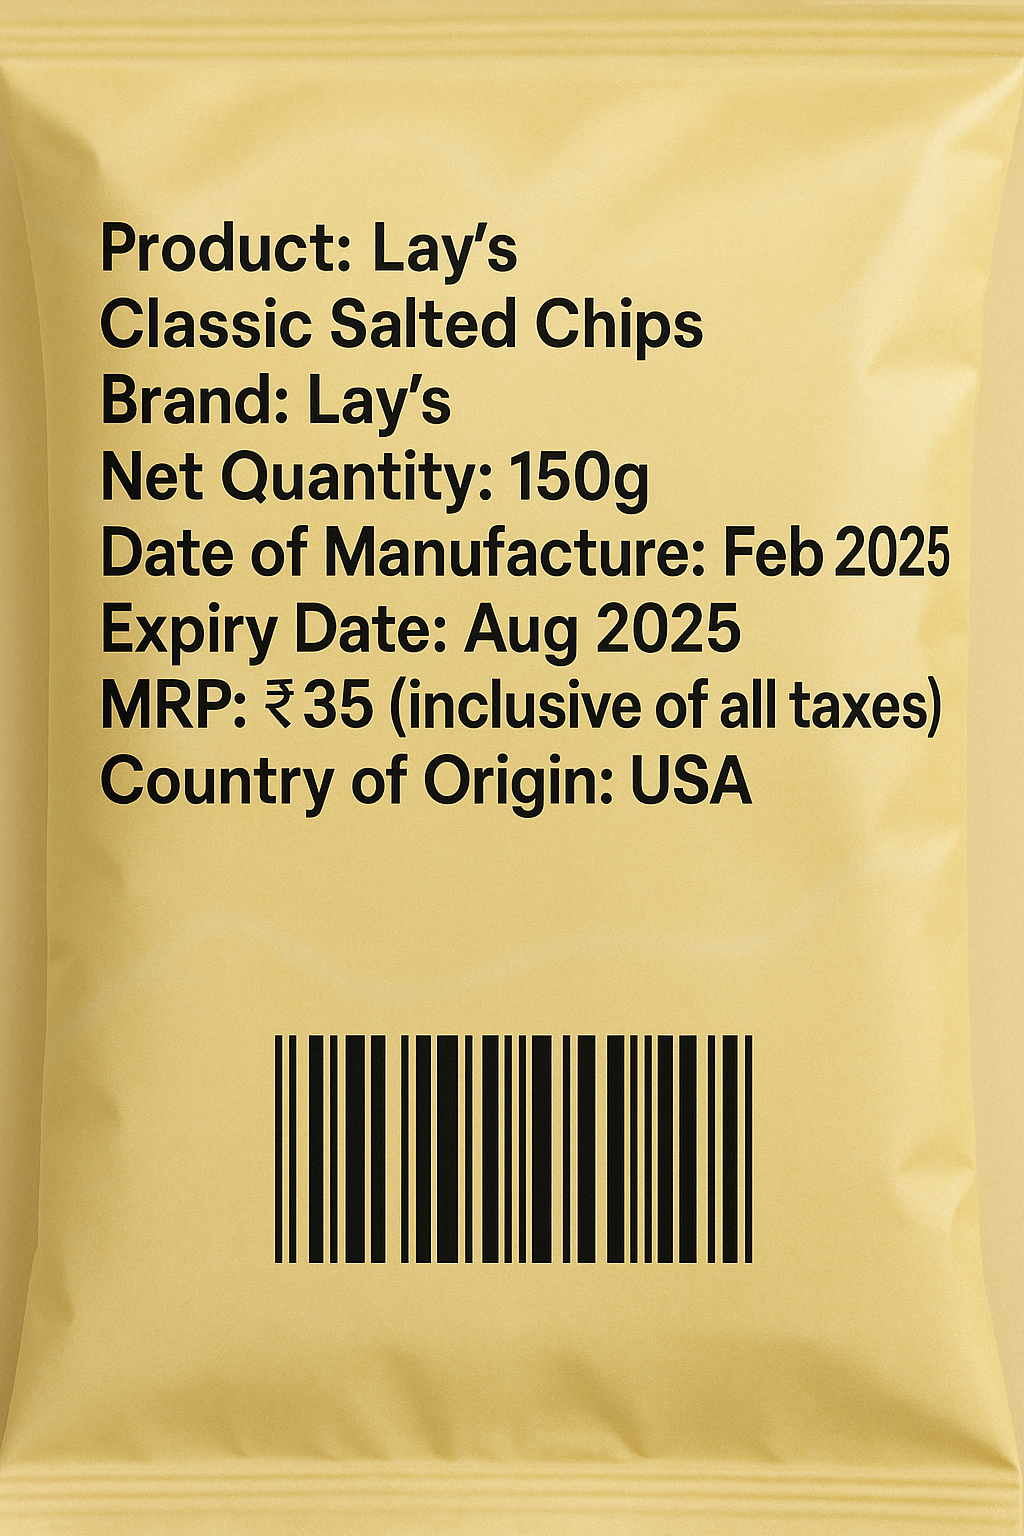 Product: Lay’s
Classic Salted Chips
Brand: Lay’s
Net Quantity: 150g
Date of Manufacture: Feb 2025
Expiry Date: Aug 2025
MRP: ₹35 (inclusive of all taxes)
Country of Origin: USA